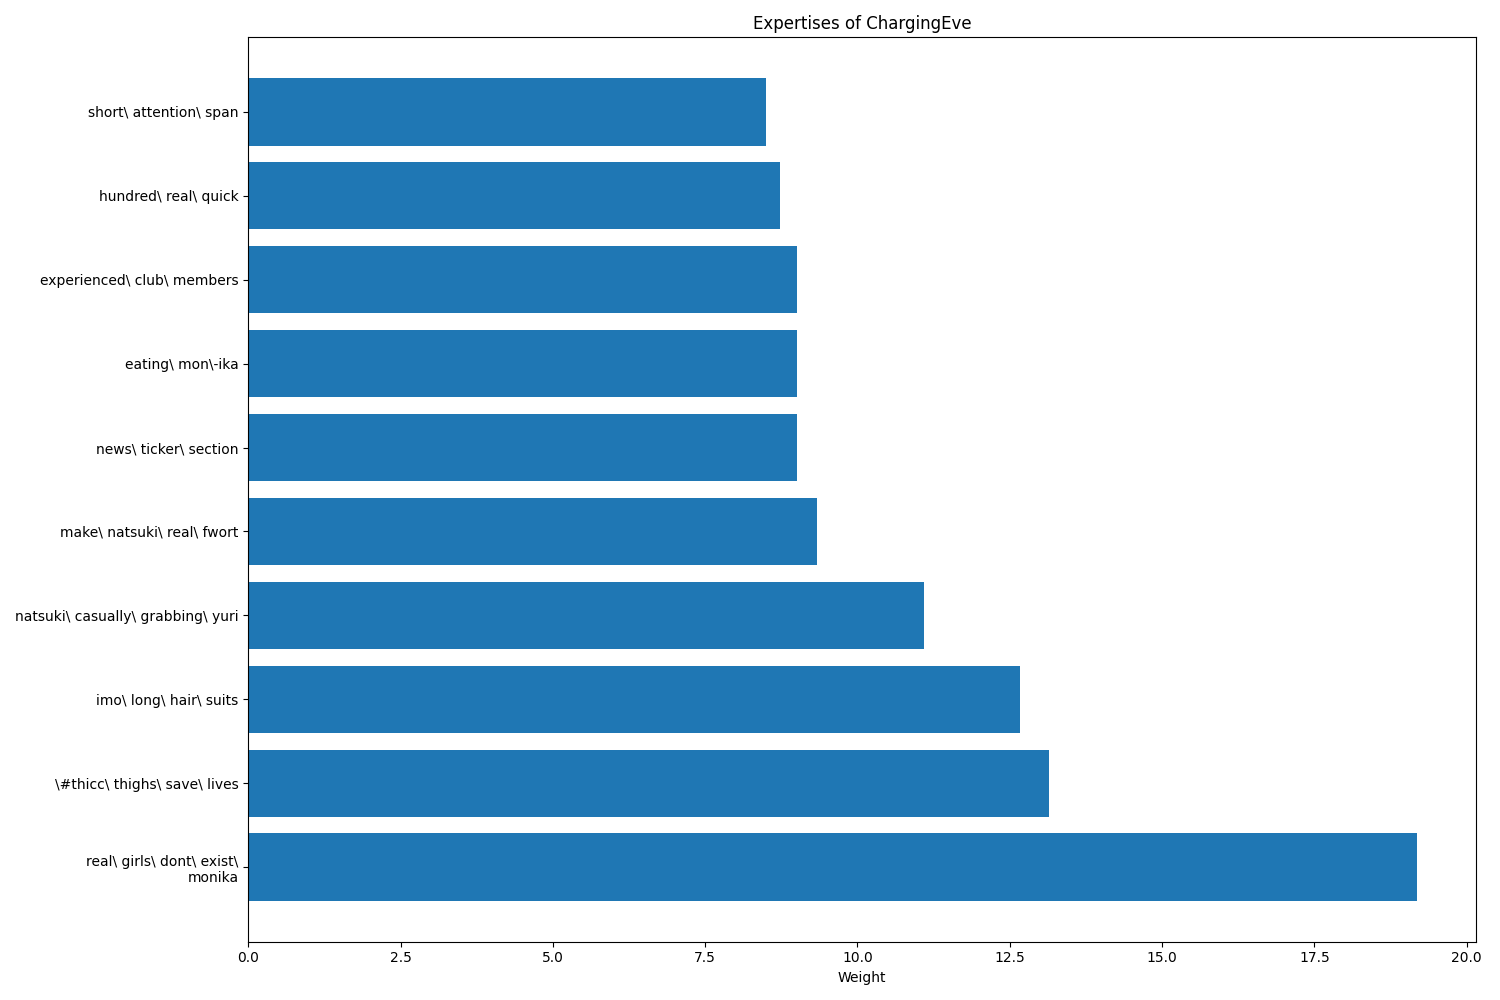 Expertises of ChargingEve
short\ attention\ span
hundred\ real\ quick
experienced\ club\ members
eating\ mon\-ika
news\ ticker\ section
make\ natsuki\ real\ fwort
natsuki\ casually\ grabbing\ yuri
imo\ long\ hair\ suits
\#thicc\ thighs\ save\ lives
real\ girls\ dont\ exist\
monika
0.0 2.5 5.0 7.5 10.0 12.5 15.0 17.5 20.0
Weight